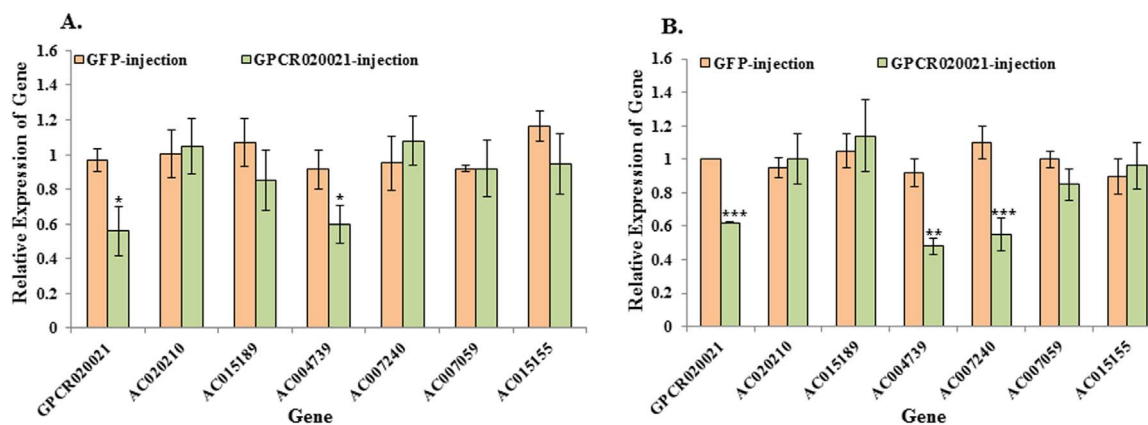 A.
Relative Expression of Gene
1.6
1.4
1.2
1
0.8
0.6
0.4
0.2
0
GFP-injection
GPCR020021-injection
*
*
GPCR020021
AC020210
AC015189
AC004739
AC007240
AC007059
AC015155
Gene
B.
Relative Expression of Gene
1.6
1.4
1.2
1
0.8
0.6
0.4
0.2
0
GFP-injection
GPCR020021-injection
***
**
***
GPCR020021
AC020210
AC015189
AC004739
AC007240
AC007059
AC015155
Gene